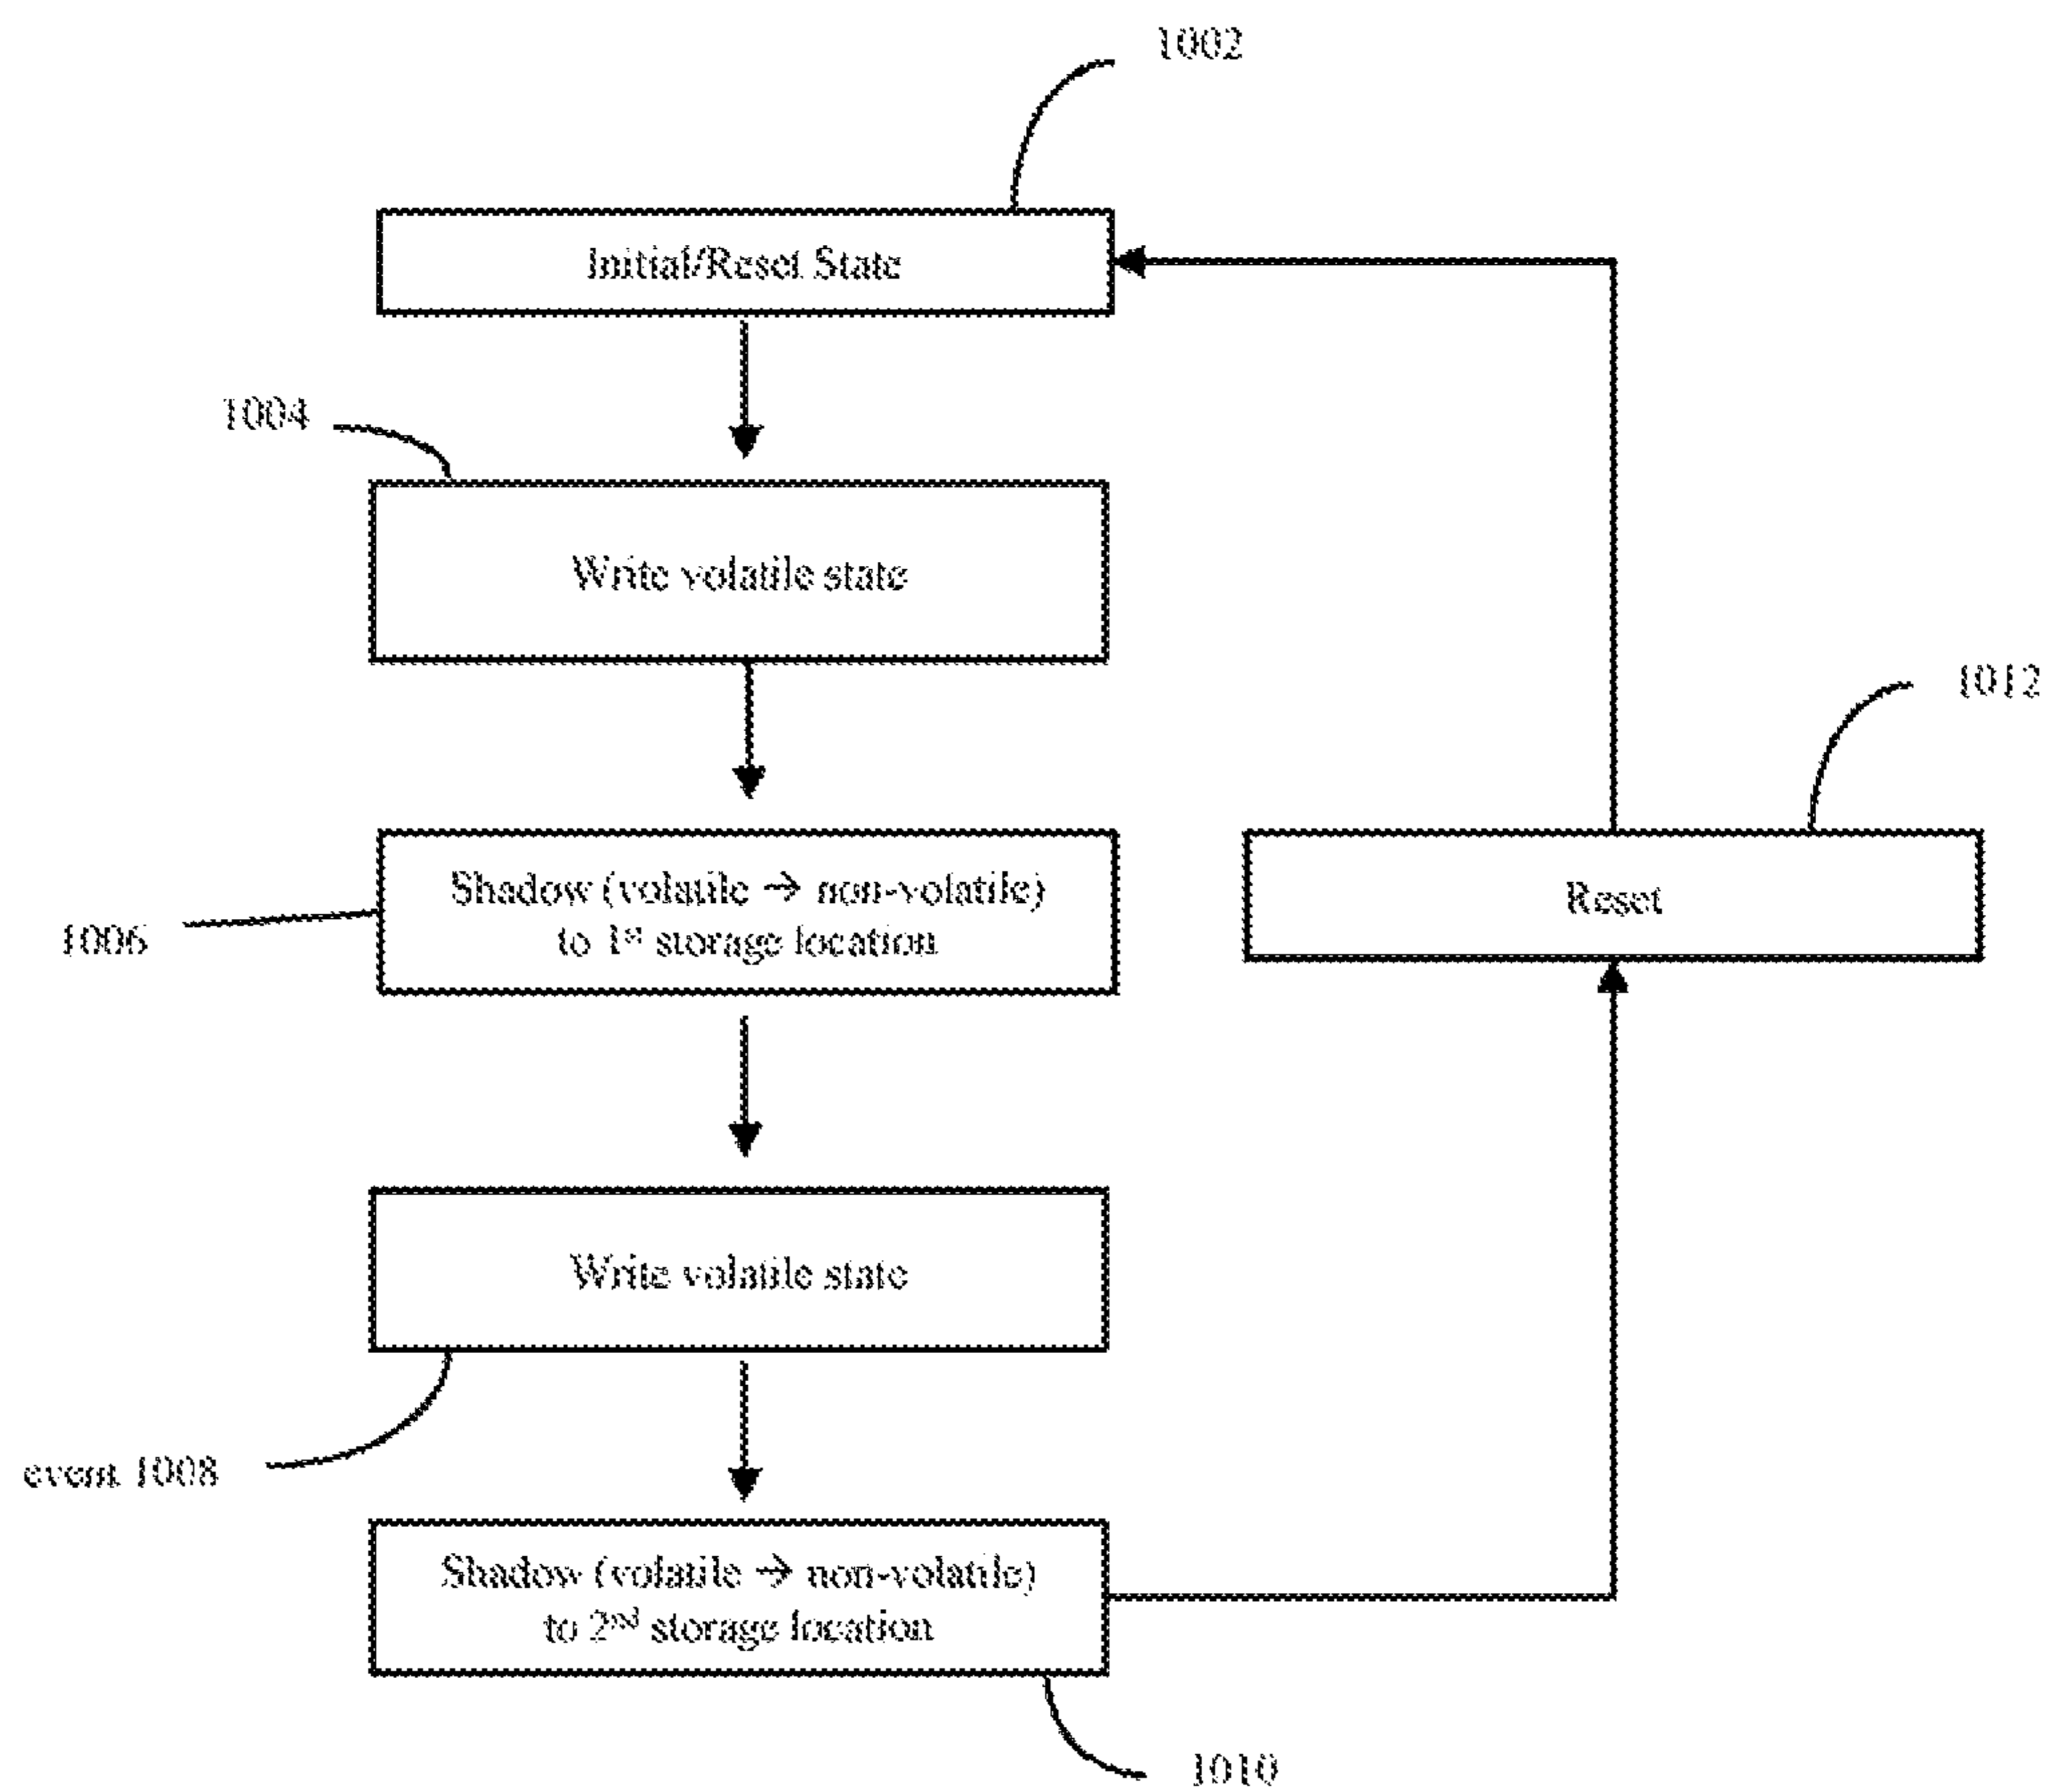 1002
Initial/Reset State
1004
Write volatile state
1012
Shadow (volatile → non-volatile)
to 1st storage location
Reset
1006
Write volatile state
event 1008
Shadow (volatile → non-volatile)
to 2nd storage location
1010